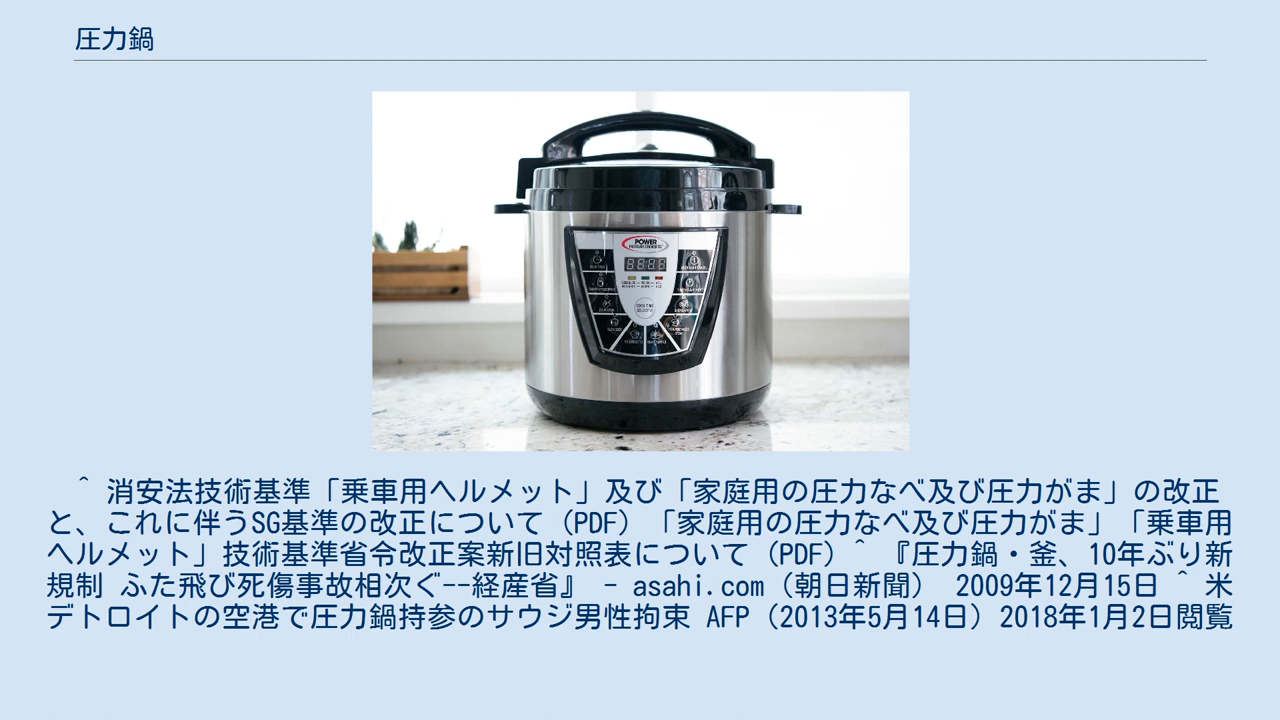 圧力鍋
POWER
^ 消安法技術基準「乗車用ヘルメット」及び「家庭用の圧力なべ及び圧力がま」の改正
と、これに伴うSG基準の改正について（PDF）「家庭用の圧力なべ及び圧力がま」「乗車用
ヘルメット」技術基準省令改正案新旧対照表について（PDF）^ 『圧力鍋・釜、10年ぶり新
規制 ふた飛び死傷事故相次ぐ--経産省』 - asahi.com（朝日新聞） 2009年12月15日 ^ 米
デトロイトの空港で圧力鍋持参のサウジ男性拘束 AFP（2013年5月14日）2018年1月2日閲覧